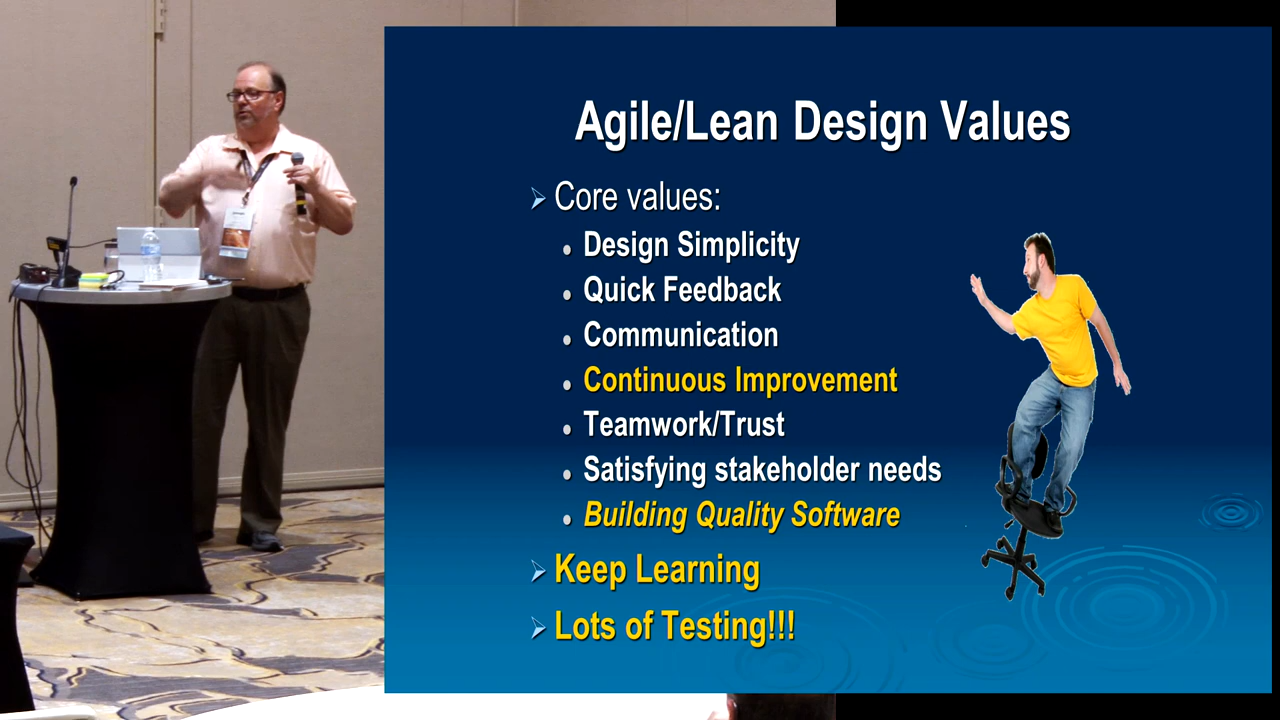 Agile/Lean Design Values
Core values:
Design Simplicity
Quick Feedback
Communication
Continuous Improvement
Teamwork/Trust
Satisfying stakeholder needs
Building Quality Software
Keep Learning
Lots of Testing!!!